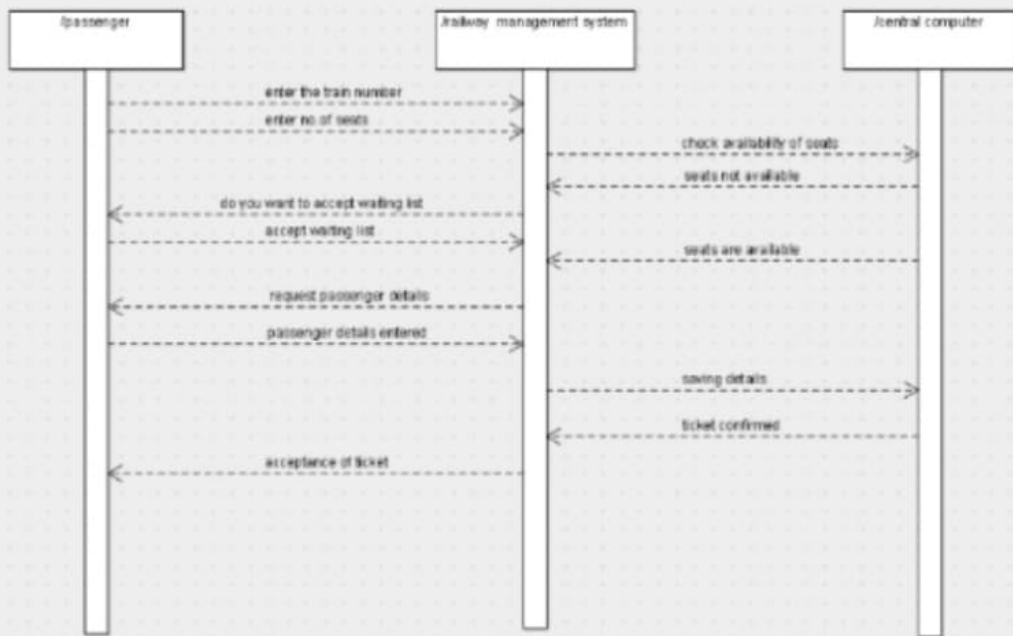 /passenger
/railway management system
/central computer
enter the train number
enter no.of seats
check availability of seats
seats not available
do you want to accept waiting list
accept waiting list
seats are available
request passenger details
passenger details entered
saving details
ticket confirmed
acceptance of ticket